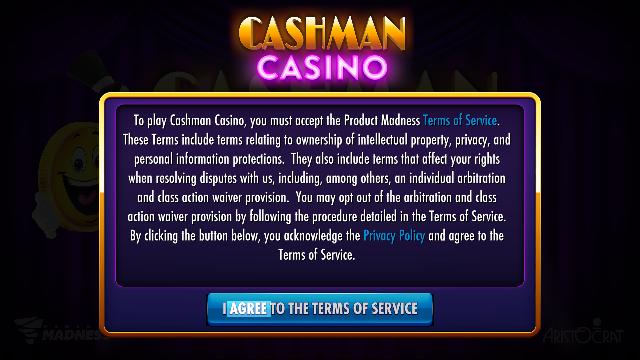 CASHMAN
CASINO
To play Cashman Casino, you must accept the Product Madness Terms of Service.
These Terms include terms relating to ownership of intellectual property, privacy, and
personal information protections. They also include terms that affect your rights
when resolving disputes with us, including, among others, an individual arbitration
and class action waiver provision. You may opt out of the arbitration and class
action waiver provision by following the procedure detailed in the Terms of Service.
By clicking the button below, you acknowledge the Privacy Policy and agree to the
Terms of Service.
I AGREE TO THE TERMS OF SERVICE
ARISTOCRAT